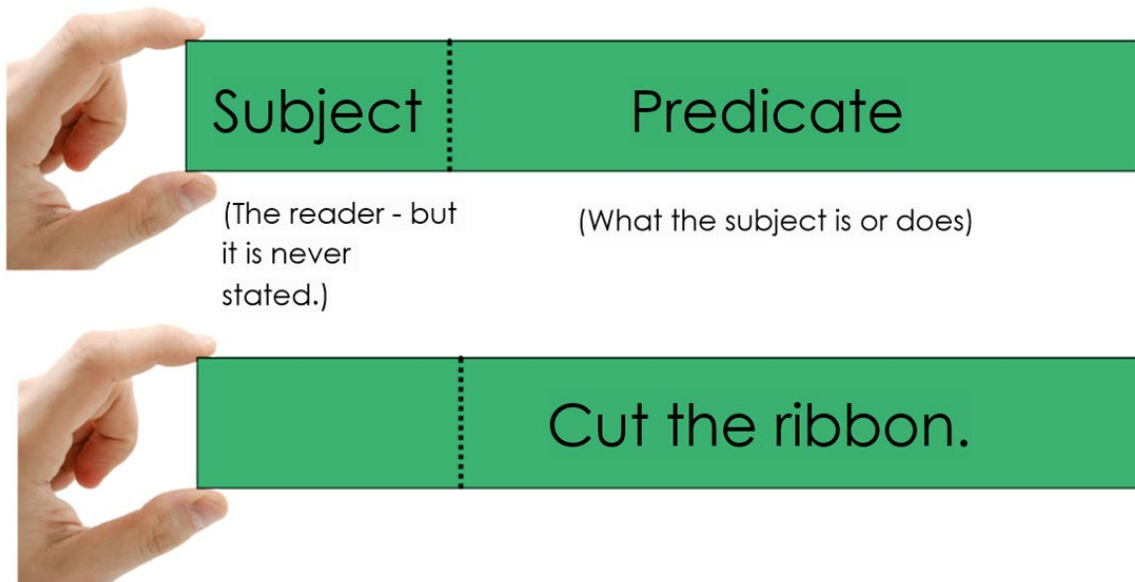 Subject
Predicate
(The reader - but
it is never
stated.)
(What the subject is or does)
Cut the ribbon.